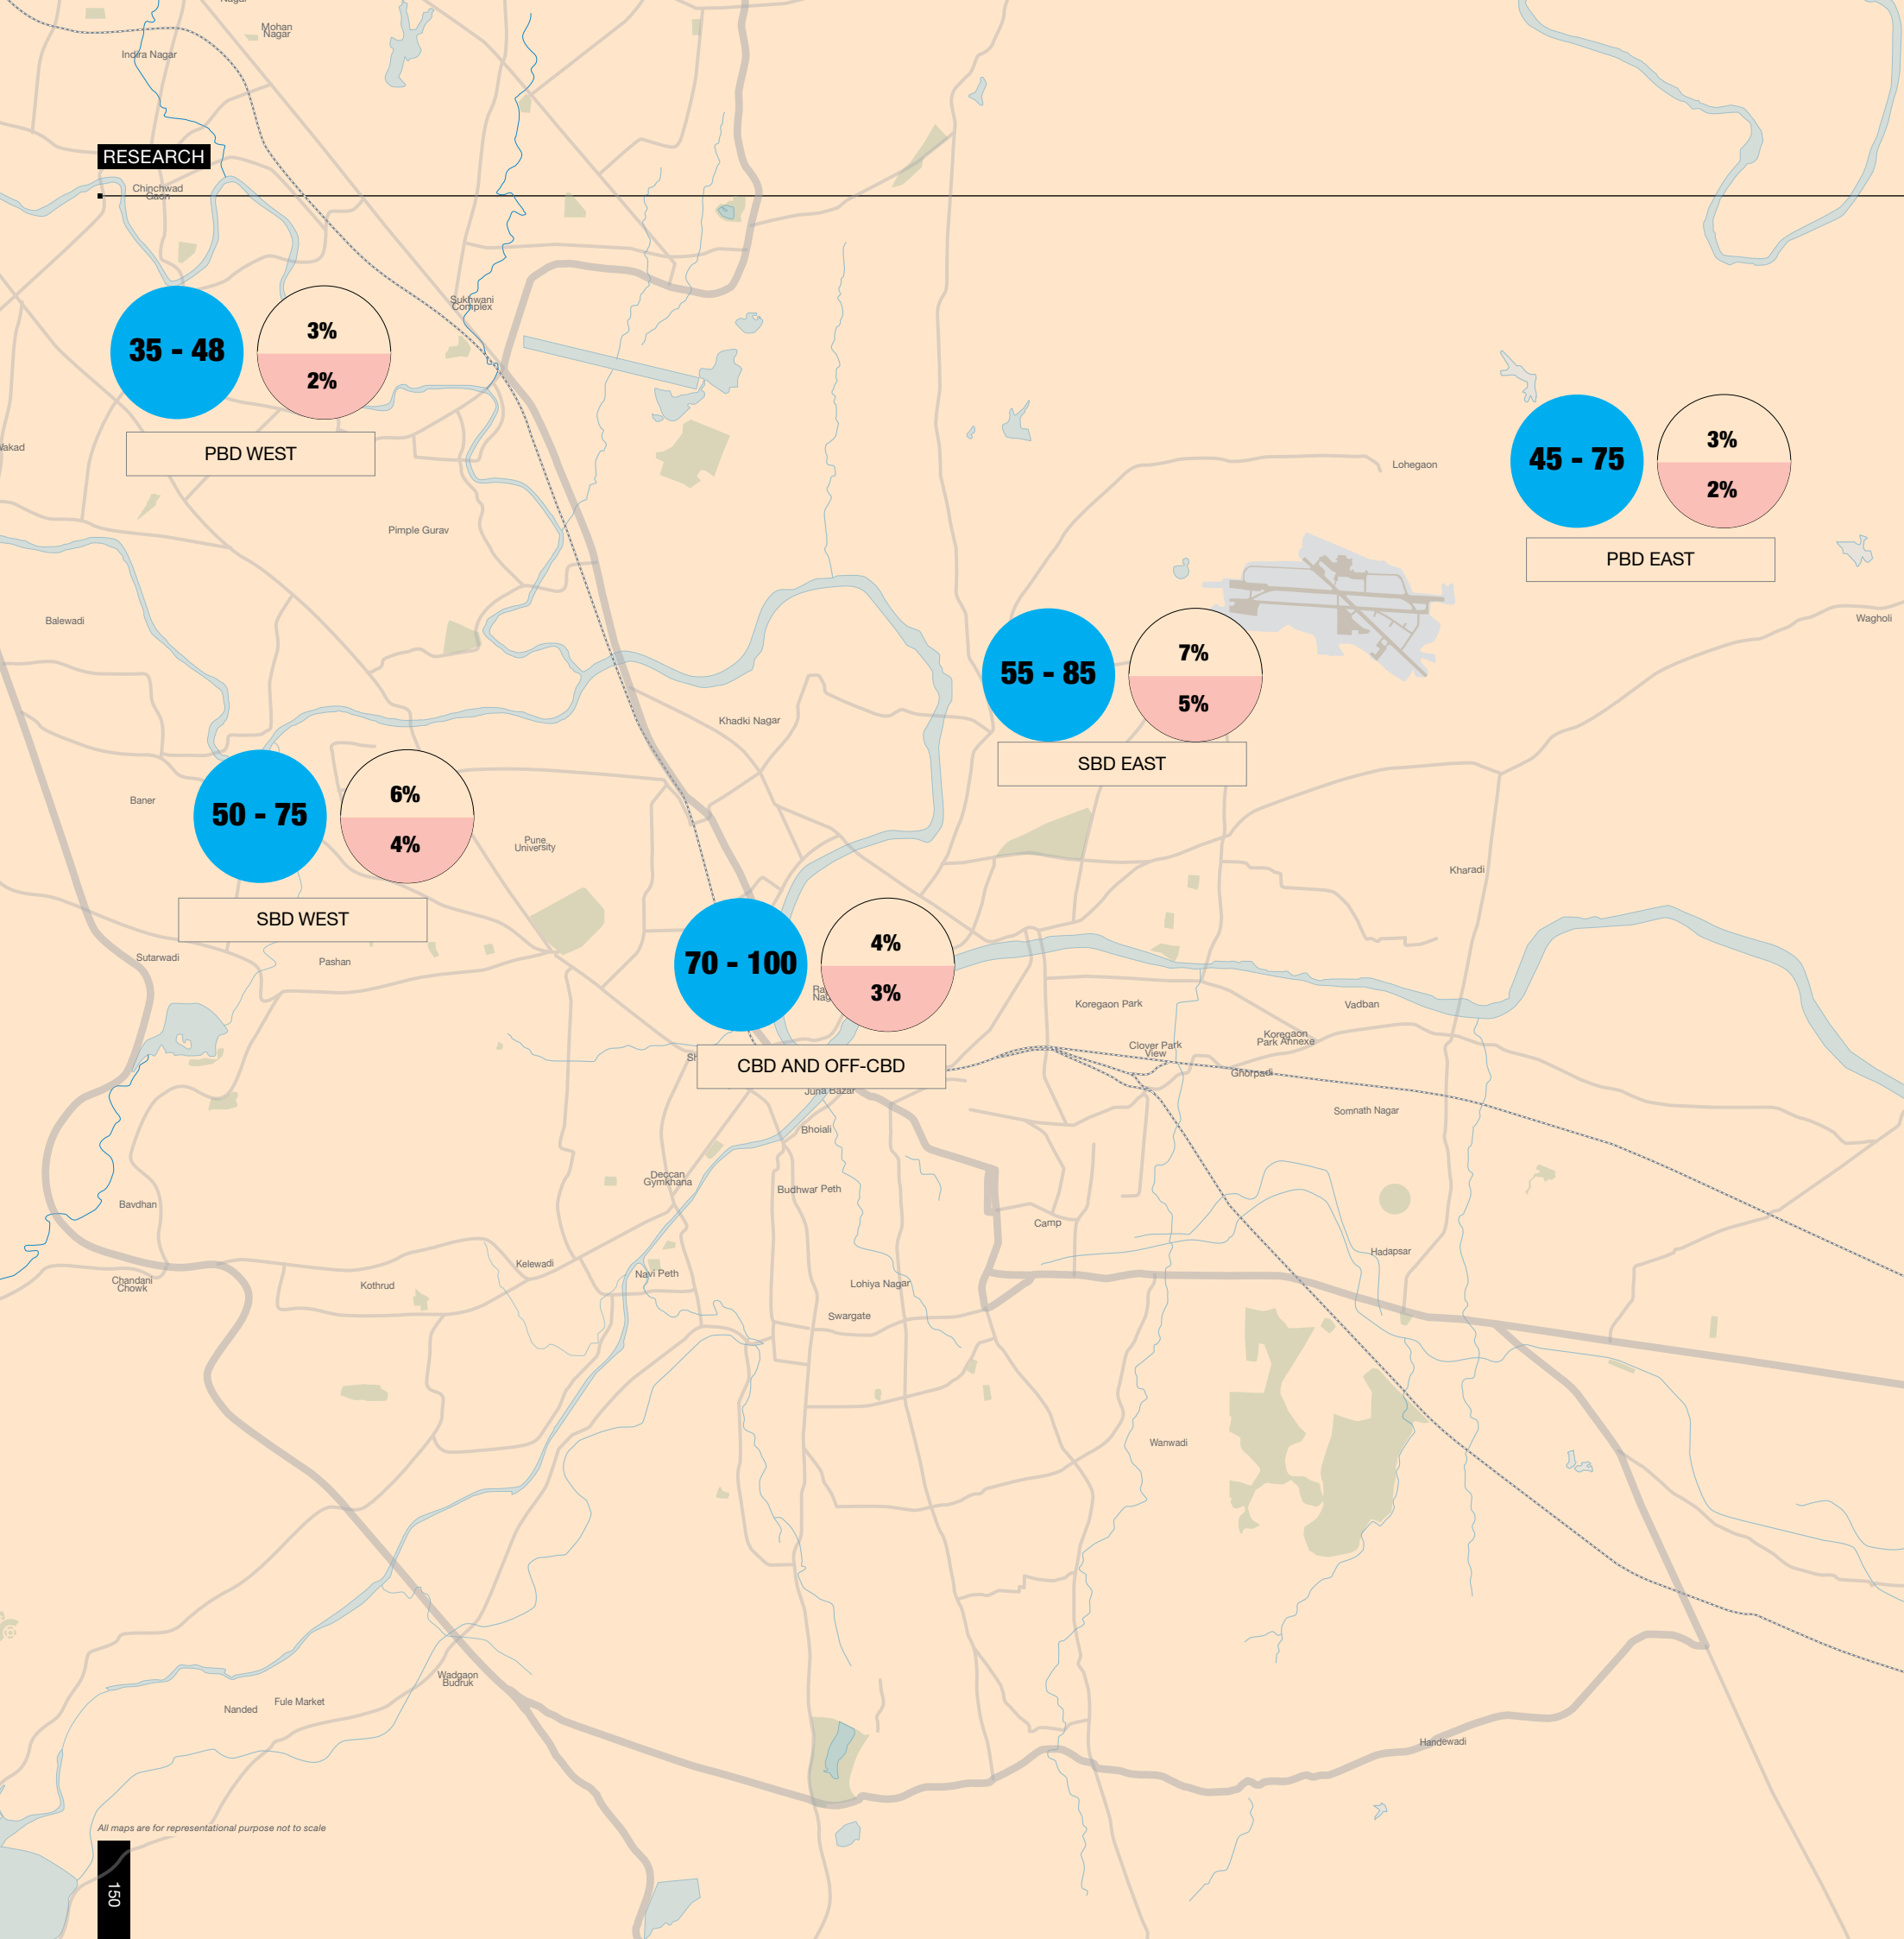 Mohan
Nagar
Indira Nagar
RESEARCH
Chinchwad
Gaon
Sukhwani
Complex
35 - 48
3%
2%
PBD WEST
45 - 75
3%
2%
PBD EAST
Lohegaon
Pimple Gurav
Balewadi
Wagholi
55 - 85
7%
5%
SBD EAST
Khadki Nagar
50 - 75
6%
4%
SBD WEST
Baner
Pune
University
Kharadi
70 - 100
4%
3%
CBD AND OFF-CBD
Sutarwadi
Pashan
Koregaon Park
Vadban
Koregaon
Park Annexe
Clover Park
View
Ghorpadi
Juna Bazar
Somnath Nagar
Bhoiali
Deccan
Gymkhana
Budhwar Peth
Bavdhan
Camp
Hadapsar
Kelewadi
Navi Peth
Chandani
Chowk
Kothrud
Lohiya Nagar
Swargate
Wanwadi
Wadgaon
Budruk
Nanded
Fule Market
Handewadi
All maps are for representational purpose not to scale
150